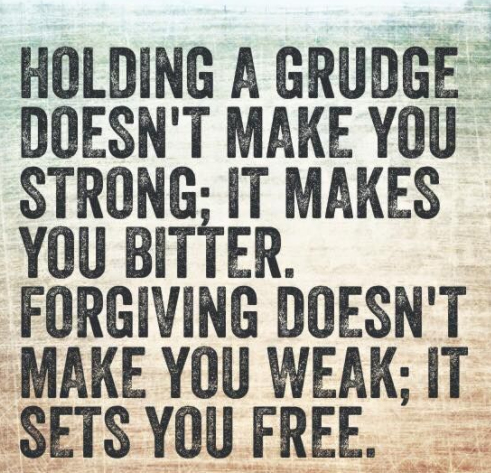 HOLDING A GRUDGE
DOESN'T MAKE YOU
STRONG; IT MAKES
YOU BITTER.
FORGIVING DOESN'T
MAKE YOU WEAK; IT
SETS YOU FREE.